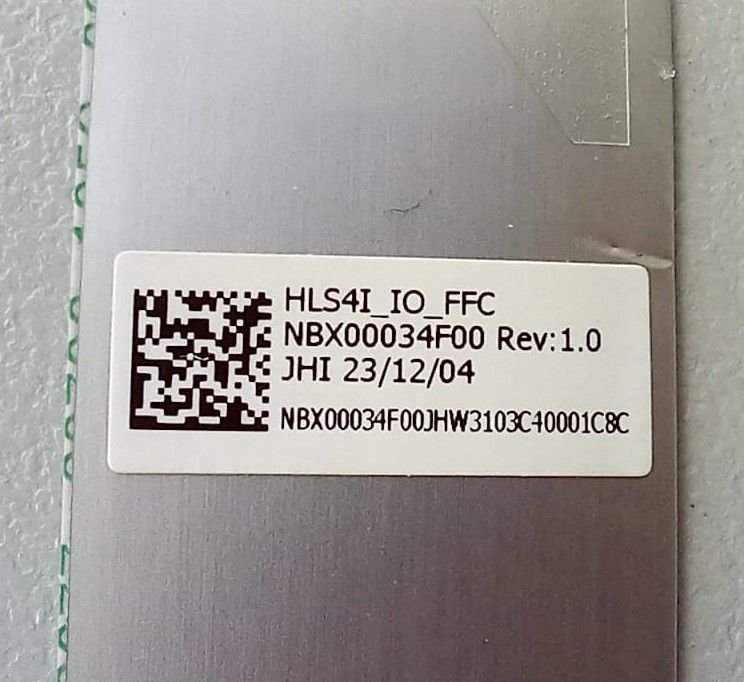 HLS4I_IO_FFC
NBX00034F00 Rev:1.0
JHI 23/12/04
NBX00034F00JHW3103C40001C8C